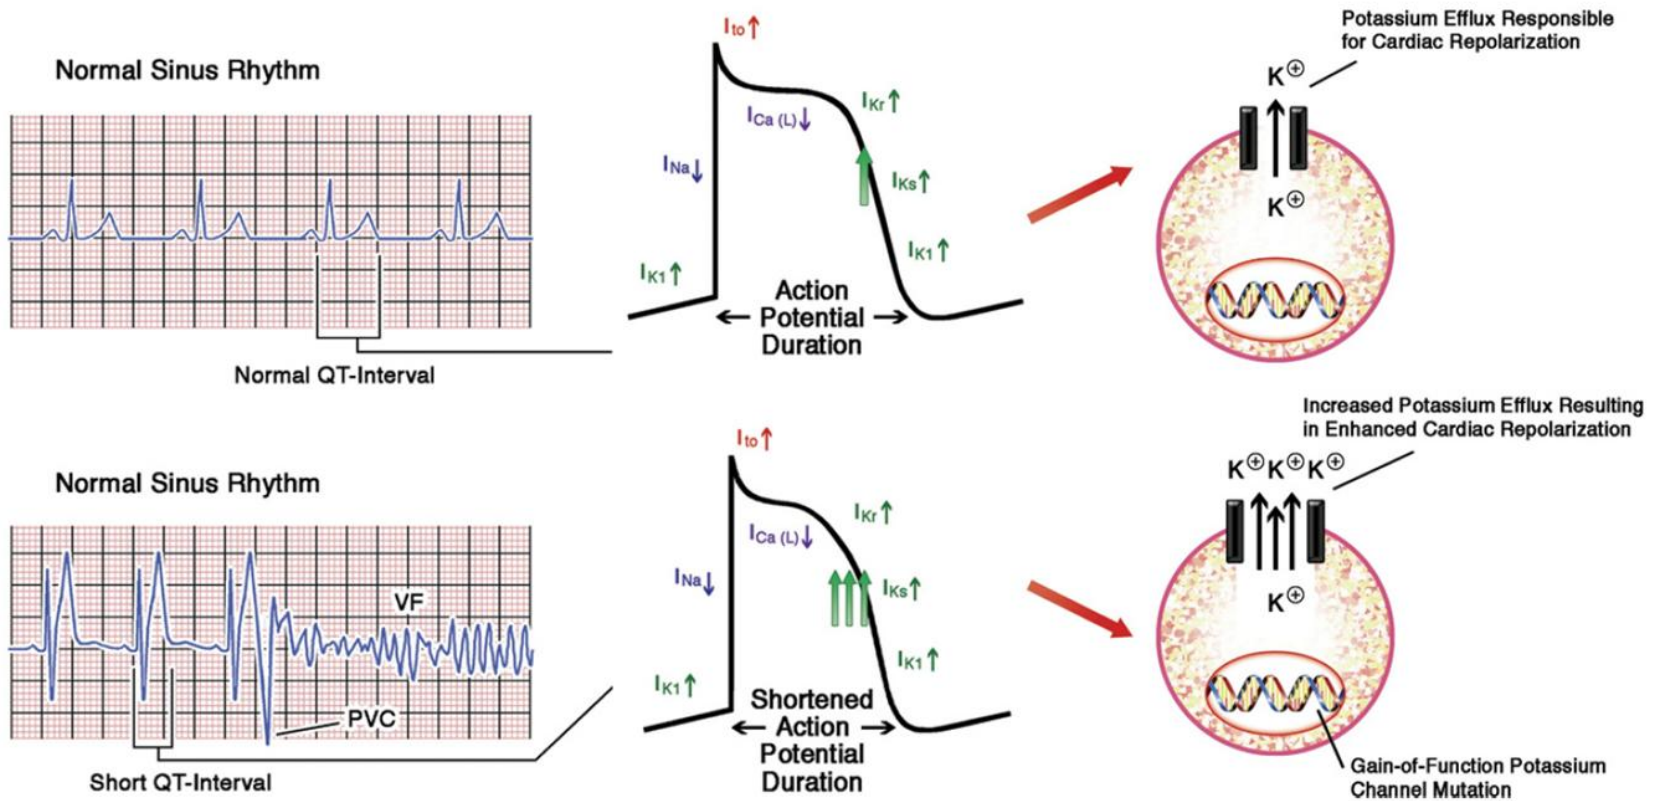 Normal Sinus Rhythm
Normal QT-Interval
Ito↑
ICa (L)↓
INa↓
IKr↑
IKs↑
IK1↑
IK1↑
Action
Potential
Duration
Potassium Efflux Responsible
for Cardiac Repolarization
K⊕
K⊕
Normal Sinus Rhythm
VF
PVC
Short QT-Interval
Ito↑
ICa (L)↓
INa↓
IKr↑
IKs↑
IK1↑
IK1↑
Shortened
Action
Potential
Duration
Increased Potassium Efflux Resulting
in Enhanced Cardiac Repolarization
K⊕K⊕K⊕
K⊕
Gain-of-Function Potassium
Channel Mutation